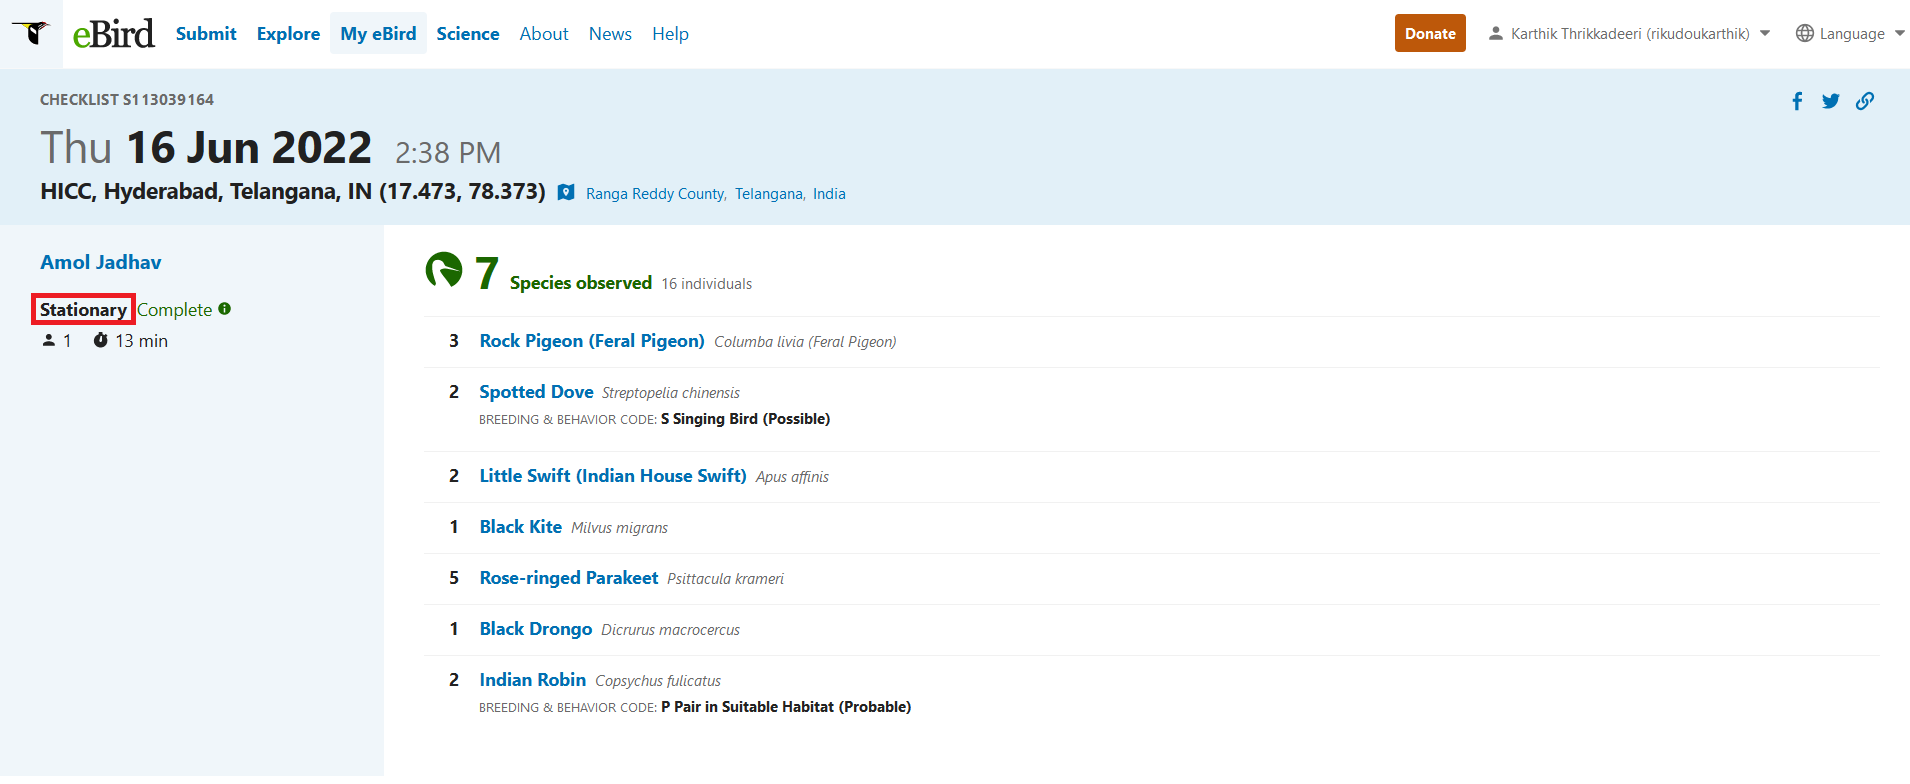 eBird Submit Explore My eBird Science About News Help Donate Karthik Thrikkadeeri (rikudoukarthik) Language
CHECKLIST S113039164
Thu 16 Jun 2022 2:38 PM
HICC, Hyderabad, Telangana, IN (17.473, 78.373) Ranga Reddy County, Telangana, India
Amol Jadhav
Stationary Complete
1 13 min
7 Species observed 16 individuals
3 Rock Pigeon (Feral Pigeon) Columba livia (Feral Pigeon)
2 Spotted Dove Streptopelia chinensis
BREEDING & BEHAVIOR CODE: S Singing Bird (Possible)
2 Little Swift (Indian House Swift) Apus affinis
1 Black Kite Milvus migrans
5 Rose-ringed Parakeet Psittacula krameri
1 Black Drongo Dicrurus macrocercus
2 Indian Robin Copsychus fulicatus
BREEDING & BEHAVIOR CODE: P Pair in Suitable Habitat (Probable)